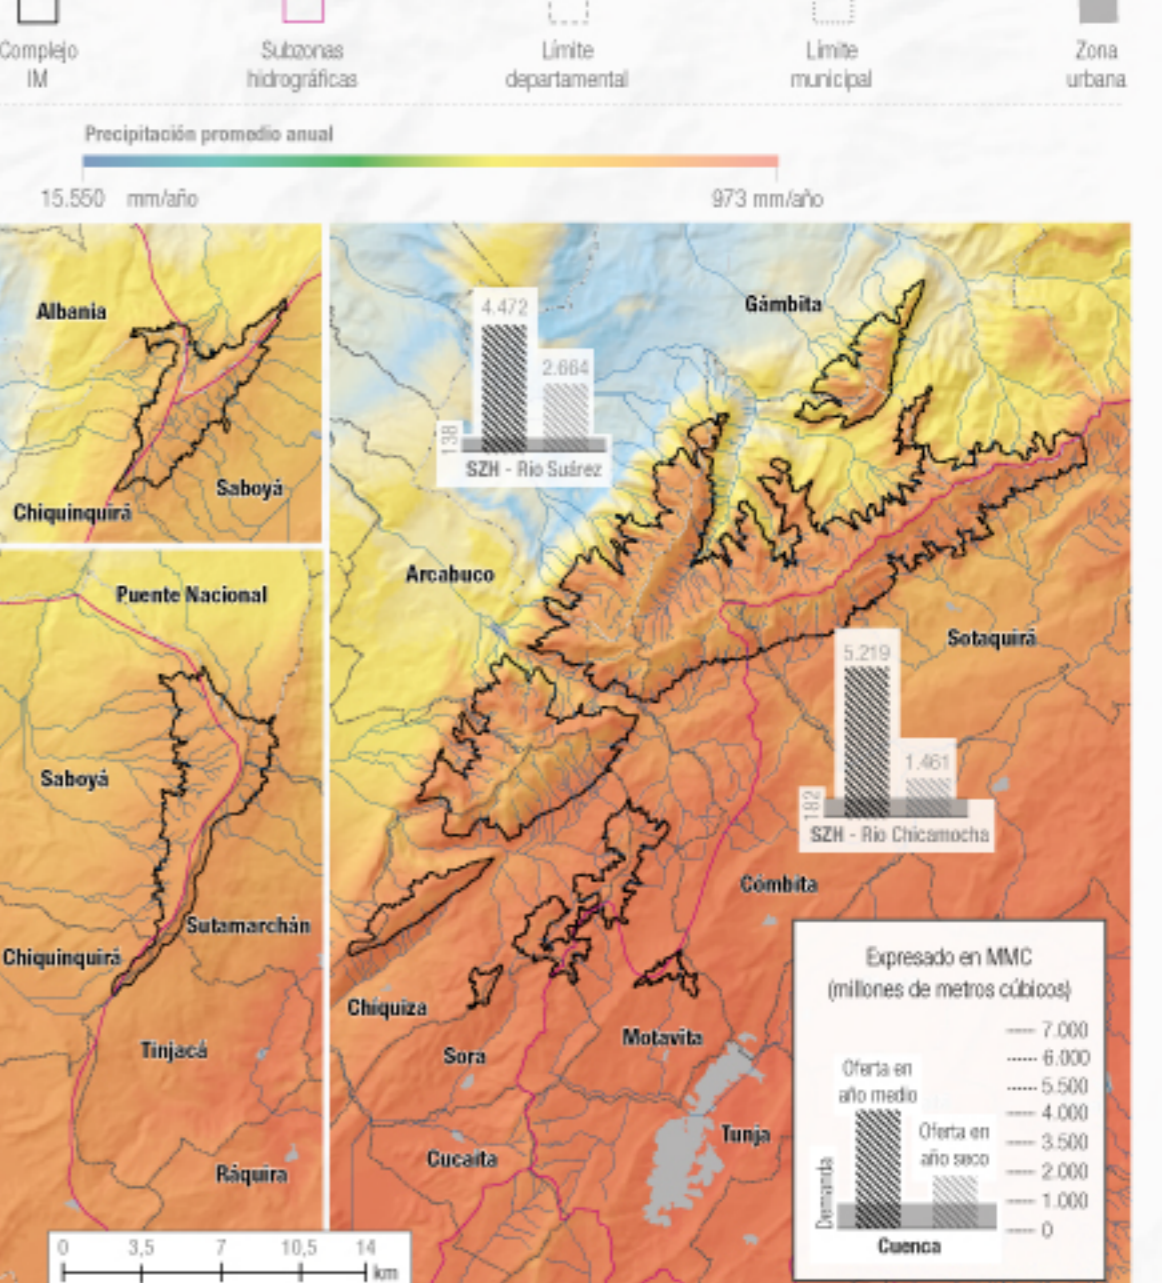 Complejo
IM
Subzonas
hidrográficas
Límite
departamental
Límite
municipal
Zona
urbana
Precipitación promedio anual
15.550 mm/año
973 mm/año
Albania
Saboyá
Chiquinquirá
Puente Nacional
Saboyá
Sutamarchán
Chiquinquirá
Tinjacá
Ráquira
0 3,5 7 10,5 14
km
Gámbita
4.472
2.664
138
SZH - Río Suárez
Arcabuco
Sotaquirá
5.219
1.461
182
SZH - Río Chicamocha
Cómbita
Chíquiza
Sora
Motavita
Cucaita
Tunja
Expresado en MMC
(millones de metros cúbicos)
7.000
6.000
5.500
4.000
3.500
2.000
1.000
0
Oferta en
año medio
Oferta en
año seco
Demanda
Cuenca